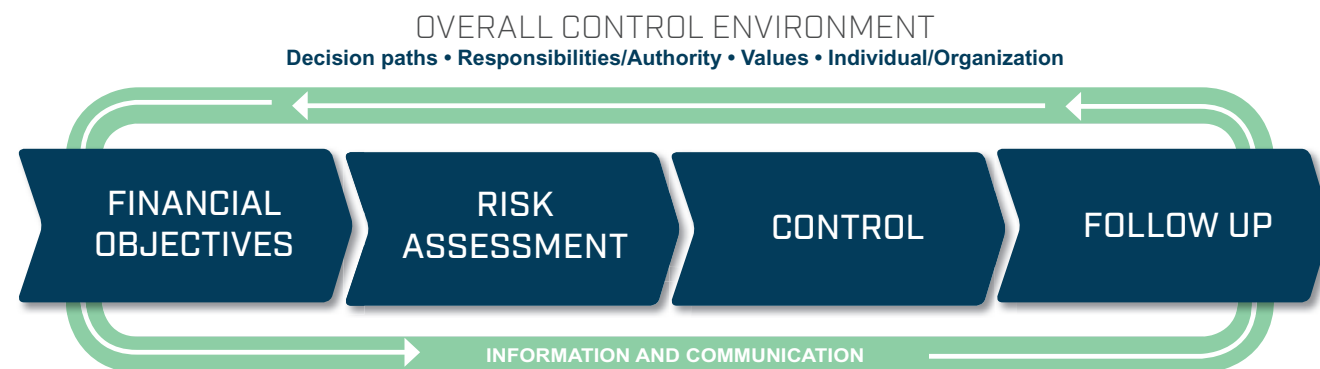 OVERALL CONTROL ENVIRONMENT
Decision paths • Responsibilities/Authority • Values • Individual/Organization
FINANCIAL
OBJECTIVES
RISK
ASSESSMENT
CONTROL
FOLLOW UP
INFORMATION AND COMMUNICATION